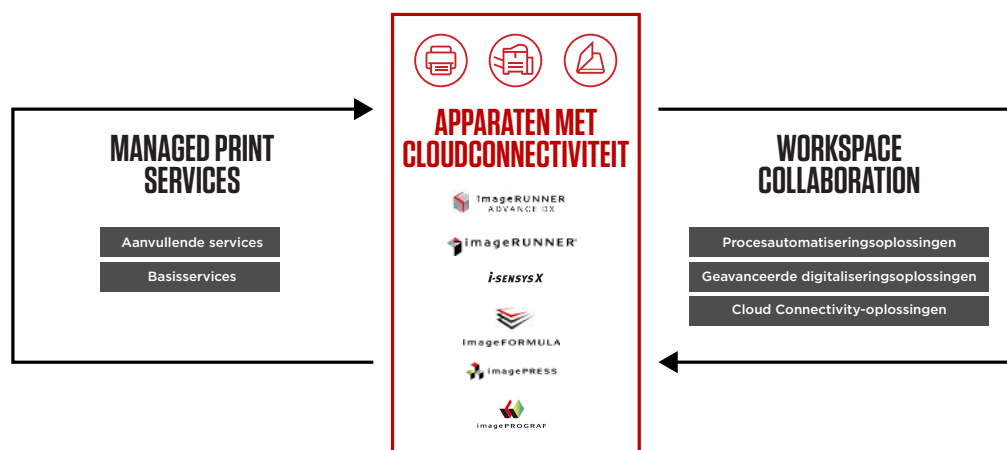 MANAGED PRINT
SERVICES
Aanvullende services
Basisservices
APPARATEN MET
CLOUDCONNECTIVITEIT
imageRUNNER
ADVANCE DX
imageRUNNER®
i-SENSYS X
imageFORMULA
imagePRESS
imagePROGRAF
WORKSPACE
COLLABORATION
Procesautomatiseringsoplossingen
Geavanceerde digitaliseringsoplossingen
Cloud Connectivity-oplossingen